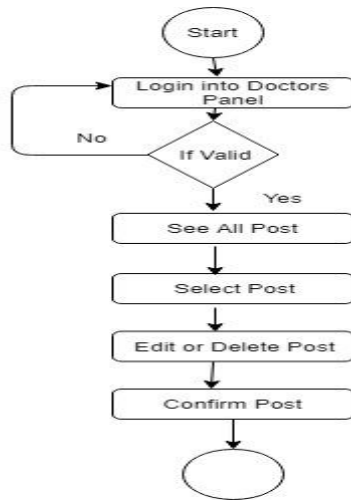 Start
Login into Doctors
Panel
No
If Valid
Yes
See All Post
Select Post
Edit or Delete Post
Confirm Post